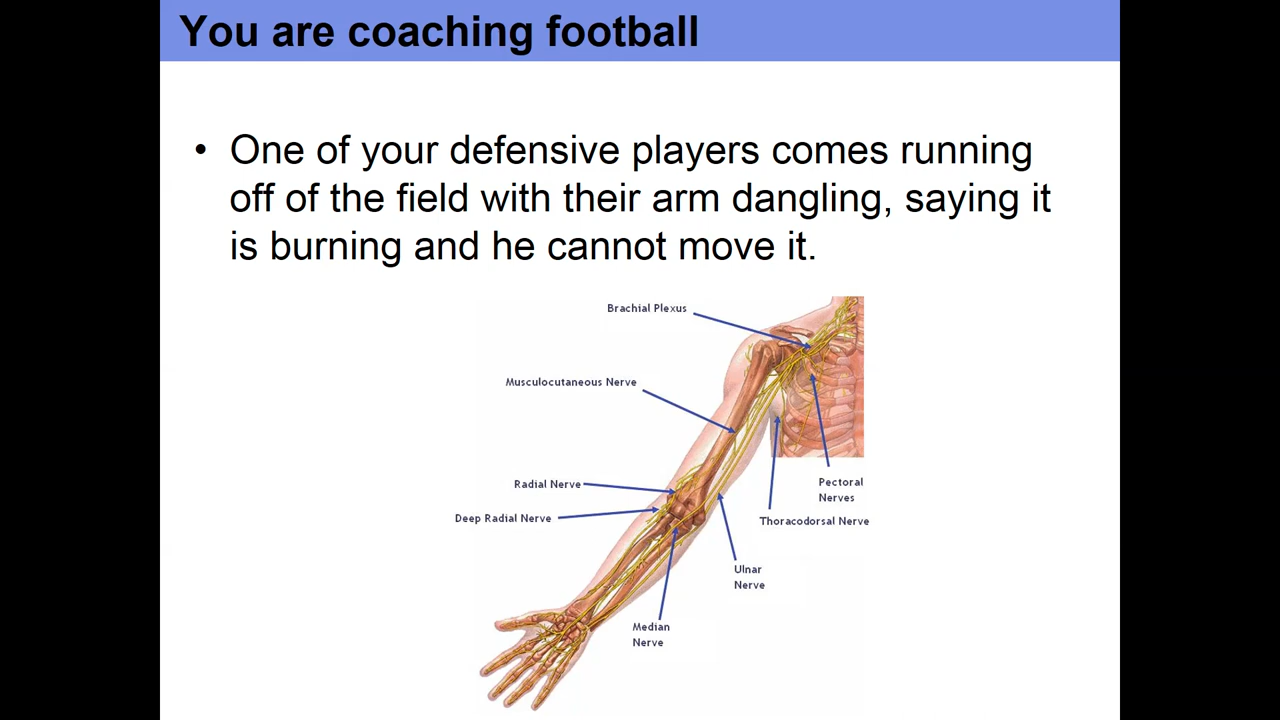 You are coaching football
• One of your defensive players comes running
off of the field with their arm dangling, saying it
is burning and he cannot move it.
Brachial Plexus
Musculocutaneous Nerve
Radial Nerve
Deep Radial Nerve
Pectoral
Nerves
Thoracodorsal Nerve
Ulnar
Nerve
Median
Nerve